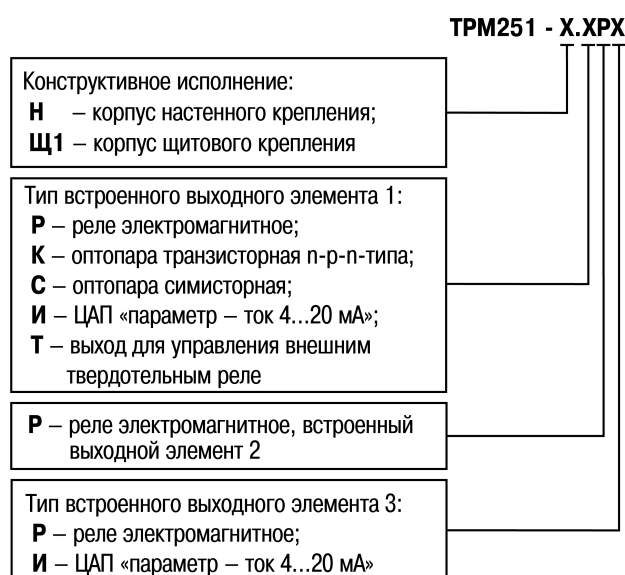 ТРМ251 - Х.ХРХ
Конструктивное исполнение:
Н – корпус настенного крепления;
Щ1 – корпус щитового крепления
Тип встроенного выходного элемента 1:
Р – реле электромагнитное;
К – оптопара транзисторная n-p-n-типа;
С – оптопара симисторная;
И – ЦАП «параметр – ток 4...20 мА»;
Т – выход для управления внешним
твердотельным реле
Р – реле электромагнитное, встроенный
выходной элемент 2
Тип встроенного выходного элемента 3:
Р – реле электромагнитное;
И – ЦАП «параметр – ток 4...20 мА»